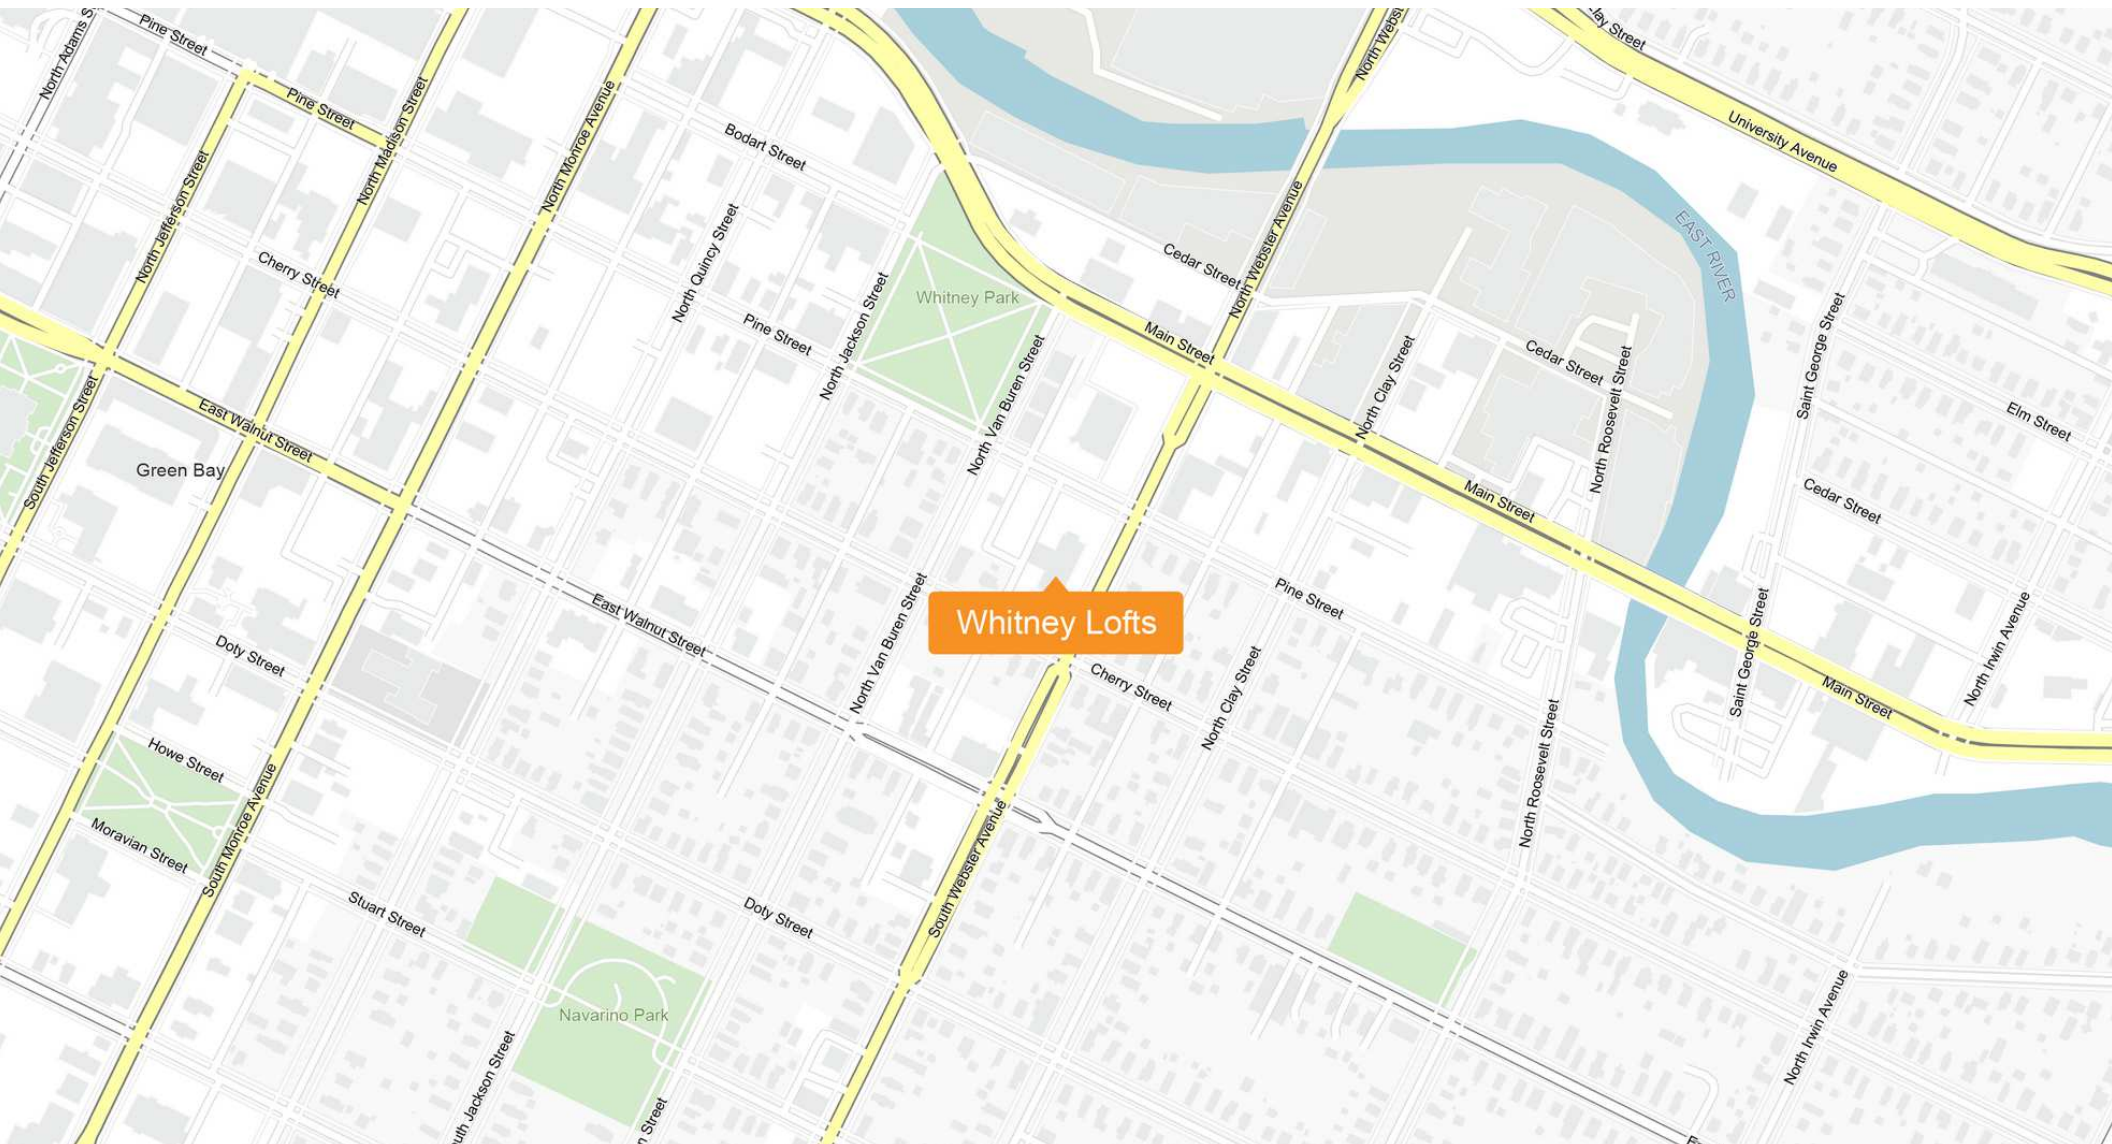 Pine Street
North Adams S
Pine Street
North Madison Street
North Monroe Avenue
North Jefferson Street
Bodart Street
North Quincy Street
Cherry Street
North Jackson Street
Whitney Park
Pine Street
North Van Buren Street
Cedar Street
North Webster Avenue
North Webs
lay Street
University Avenue
EAST RIVER
Main Street
North Clay Street
Cedar Street
North Roosevelt Street
Saint George Street
Elm Street
Cedar Street
Main Street
South Jefferson Street
East Walnut Street
Green Bay
East Walnut Street
North Van Buren Street
Whitney Lofts
Pine Street
Cherry Street
North Clay Street
North Roosevelt Street
Saint George Street
North Irwin Avenue
Main Street
Doty Street
Howe Street
Moravian Street
South Monroe Avenue
Stuart Street
Doty Street
South Webster Avenue
Navarino Park
uth Jackson Street
n Street
North Irwin Avenue